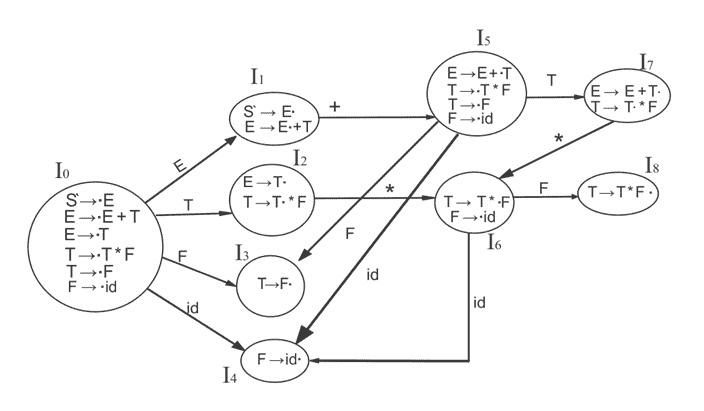 I0
S` → ·E
E → ·E + T
E → ·T
T → ·T * F
T → ·F
F → ·id
E
T
F
id
I1
S` → E·
E → E· + T
+
I2
E → T·
T → T· * F
*
I3
T → F·
I4
F → id·
I5
E → E + ·T
T → ·T * F
T → ·F
F → ·id
T
F
id
I7
E → E + T·
T → T· * F
*
T → T * ·F
F → ·id
I6
F
id
I8
T → T * F ·